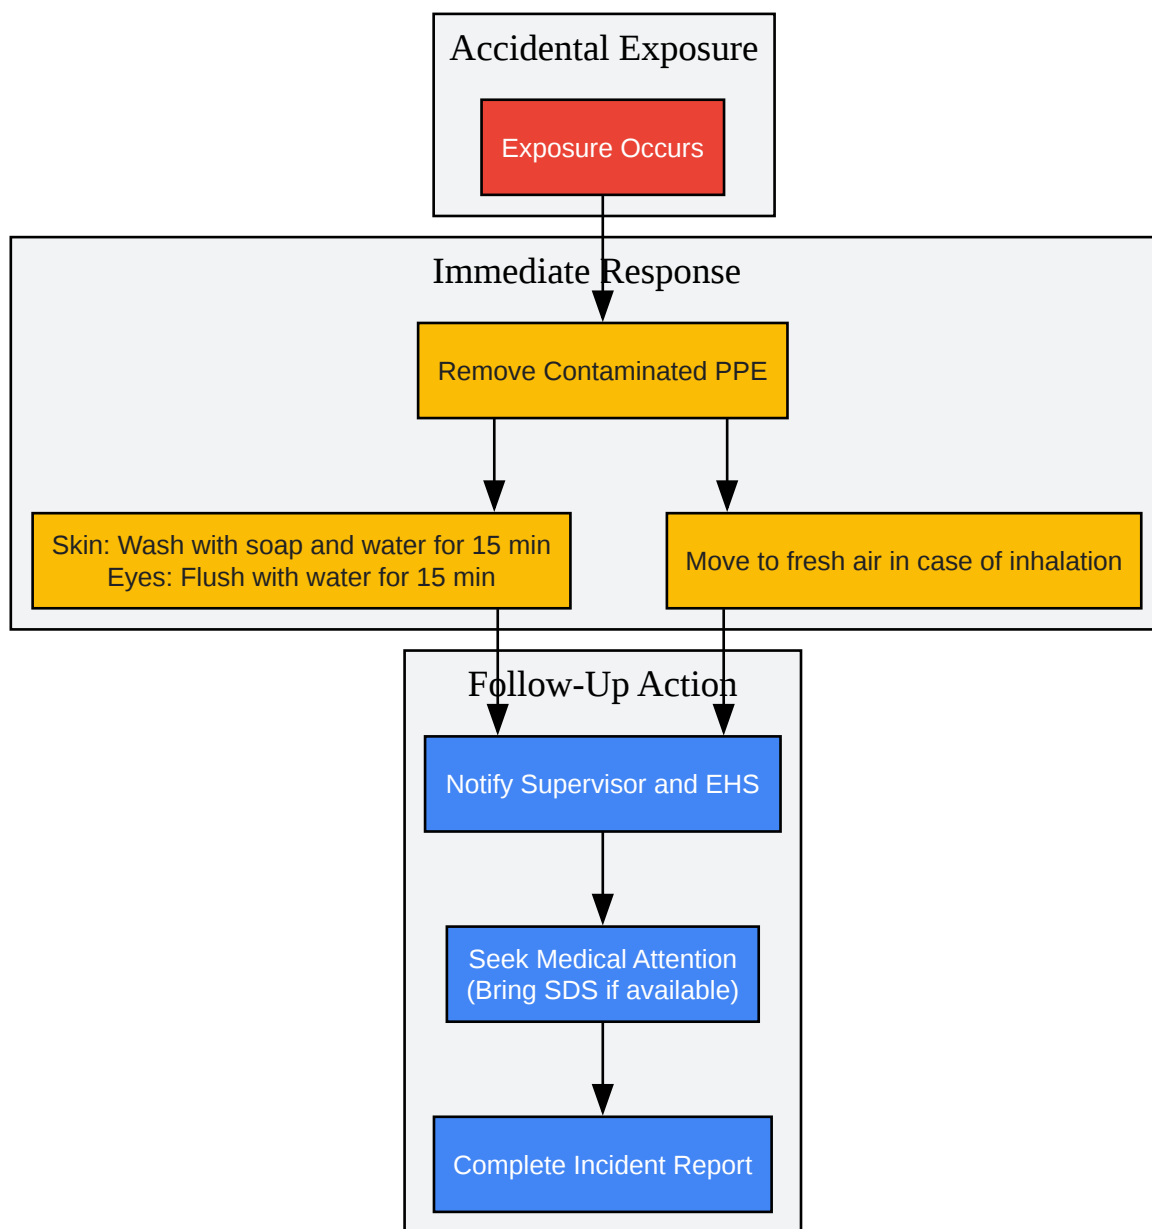 Accidental Exposure
Exposure Occurs
Immediate Response
Remove Contaminated PPE
Skin: Wash with soap and water for 15 min
Eyes: Flush with water for 15 min
Move to fresh air in case of inhalation
Follow-Up Action
Notify Supervisor and EHS
Seek Medical Attention
(Bring SDS if available)
Complete Incident Report